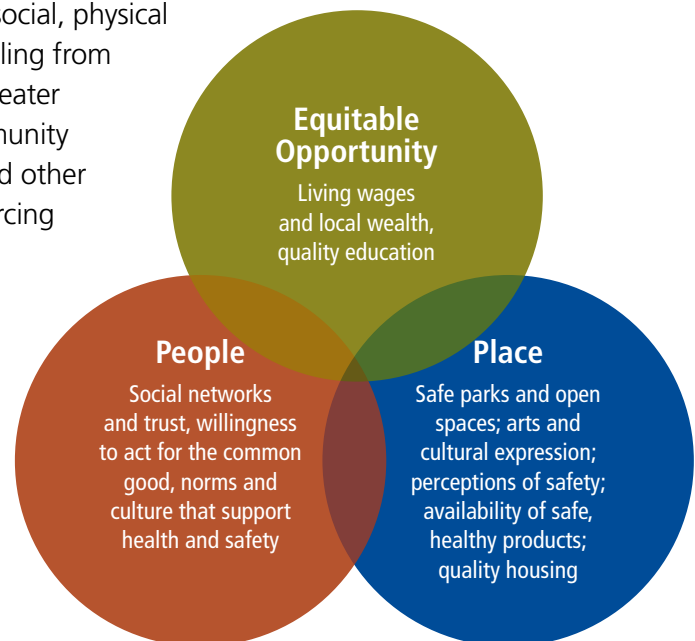 social, physical
ling from
eater
munity
d other
rcing
Equitable
Opportunity
Living wages
and local wealth,
quality education
People
Social networks
and trust, willingness
to act for the common
good, norms and
culture that support
health and safety
Place
Safe parks and open
spaces; arts and
cultural expression;
perceptions of safety;
availability of safe,
healthy products;
quality housing